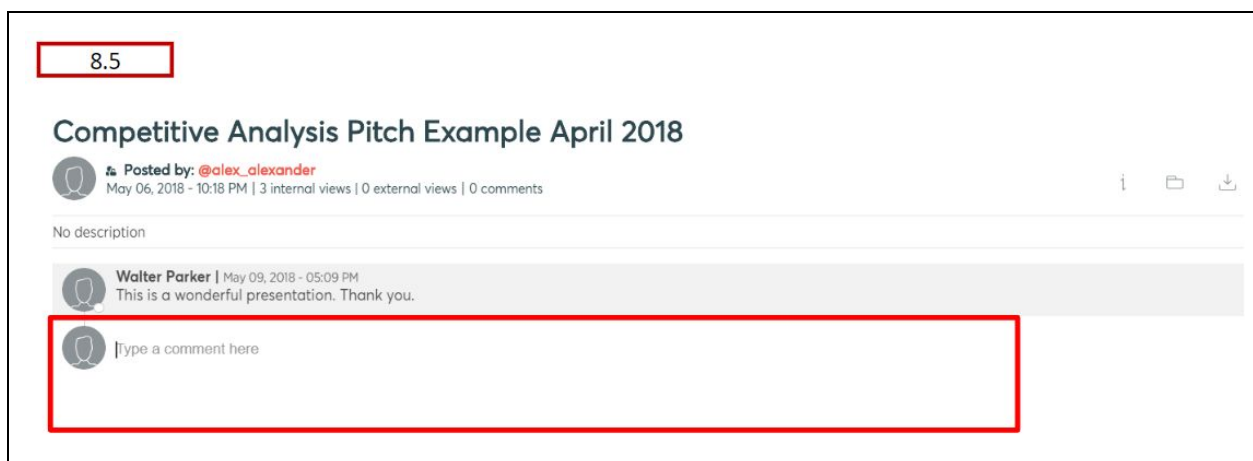 8.5
Competitive Analysis Pitch Example April 2018
Posted by: @alex_alexander
May 06, 2018 - 10:18 PM | 3 internal views | 0 external views | 0 comments
No description
Walter Parker | May 09, 2018 - 05:09 PM
This is a wonderful presentation. Thank you.
Type a comment here